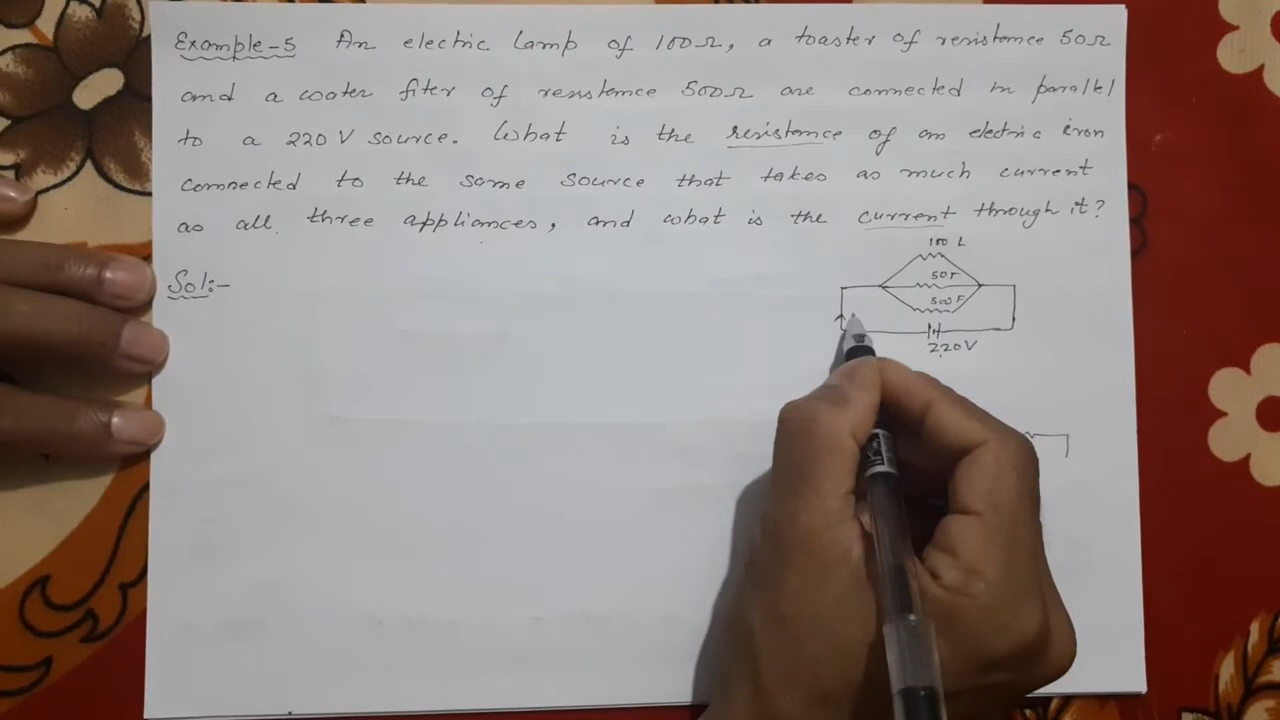 Example-5 An electric lamp of 100Ω, a toaster of resistance 50Ω
and a water fiter of resistance 500Ω are connected in parallel
to a 220 V source. What is the resistance of an electric iron
connected to the same source that takes as much current
as all three appliances, and what is the current through it?
Sol:-
100 L
50 T
500 F
220V